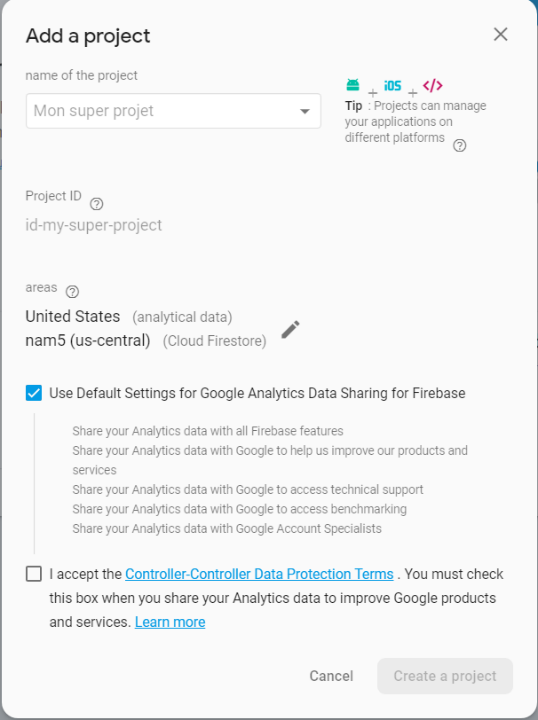 Add a project
name of the project
Mon super projet
iOS
</>
Tip : Projects can manage
your applications on
different platforms
Project ID
id-my-super-project
areas
United States (analytical data)
nam5 (us-central) (Cloud Firestore)
Use Default Settings for Google Analytics Data Sharing for Firebase
Share your Analytics data with all Firebase features
Share your Analytics data with Google to help us improve our products and
services
Share your Analytics data with Google to access technical support
Share your Analytics data with Google to access benchmarking
Share your Analytics data with Google Account Specialists
I accept the Controller-Controller Data Protection Terms . You must check
this box when you share your Analytics data to improve Google products
and services. Learn more
Cancel
Create a project